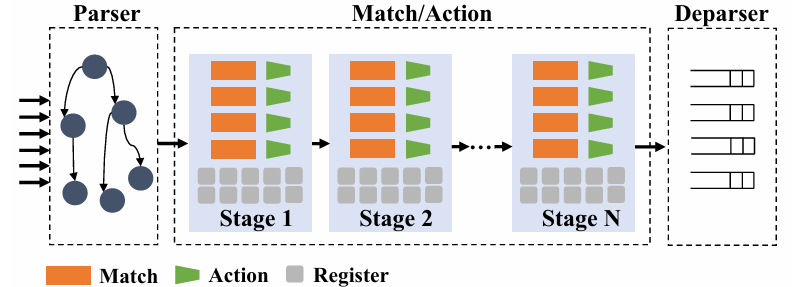 Parser
Match/Action
Deparser
Stage 1
Stage 2
Stage N
Match
Action
Register